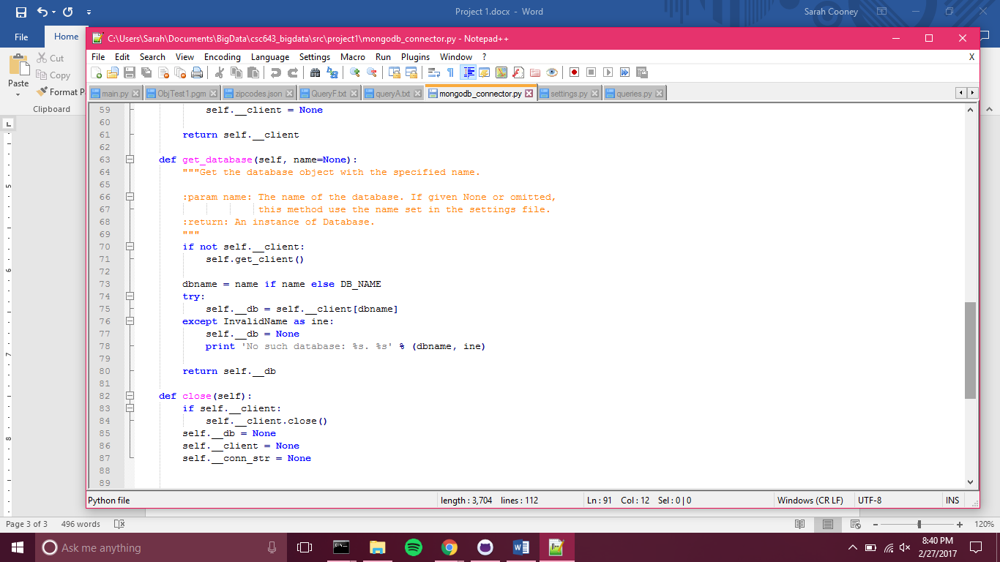 Project 1.docx - Word
Sarah Cooney
File
Home
Cut
Copy
Paste
Format P
Clipboard
C:\Users\Sarah\Documents\BigData\csc643_bigdata\src\project1\mongodb_connector.py - Notepad++
File Edit Search View Encoding Language Settings Macro Run Plugins Window ? X
main.py ObjTest1.pgm zipcodes.json QueryF.txt queryA.txt mongodb_connector.py settings.py queries.py
59 self.__client = None
60
61 return self.__client
62
63 def get_database(self, name=None):
64 """Get the database object with the specified name.
65
66 :param name: The name of the database. If given None or omitted,
67 this method use the name set in the settings file.
68 :return: An instance of Database.
69 """
70 if not self.__client:
71 self.get_client()
72
73 dbname = name if name else DB_NAME
74 try:
75 self.__db = self.__client[dbname]
76 except InvalidName as ine:
77 self.__db = None
78 print 'No such database: %s. %s' % (dbname, ine)
79
80 return self.__db
81
82 def close(self):
83 if self.__client:
84 self.__client.close()
85 self.__db = None
86 self.__client = None
87 self.__conn_str = None
88
89
5
6
7
8
Python file length : 3,704 lines : 112 Ln : 91 Col : 12 Sel : 0 | 0 Windows (CR LF) UTF-8 INS
Page 3 of 3 496 words 120%
Ask me anything
8:40 PM
2/27/2017